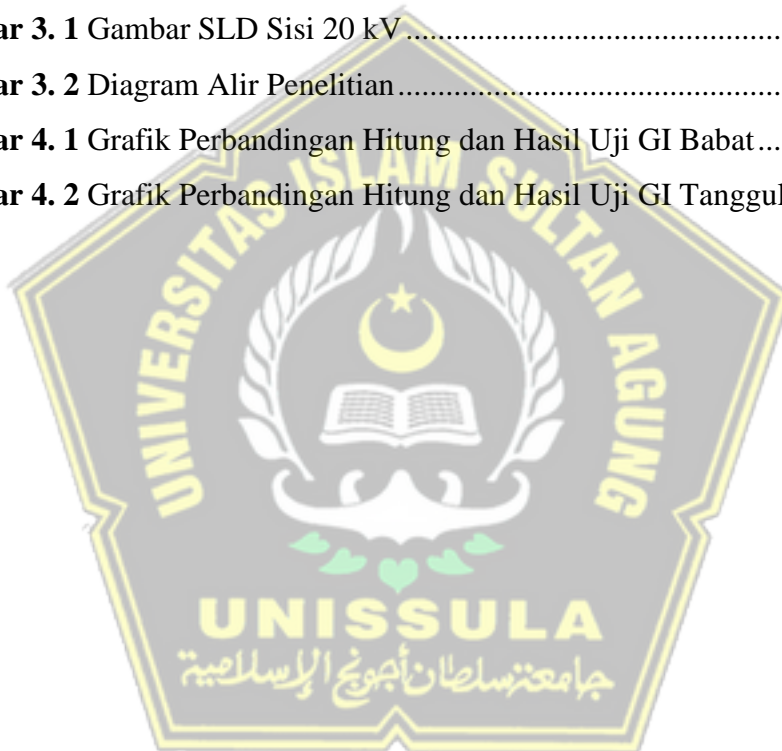 ar 3. 1 Gambar SLD Sisi 20 kV................................................
ar 3. 2 Diagram Alir Penelitian................................................
ar 4. 1 Grafik Perbandingan Hitung dan Hasil Uji GI Babat...
ar 4. 2 Grafik Perbandingan Hitung dan Hasil Uji GI Tanggul
UNIVERSITAS ISLAM SULTAN AGUNG
UNISSULA
جامعتنسلطان أجونج الإسلامية